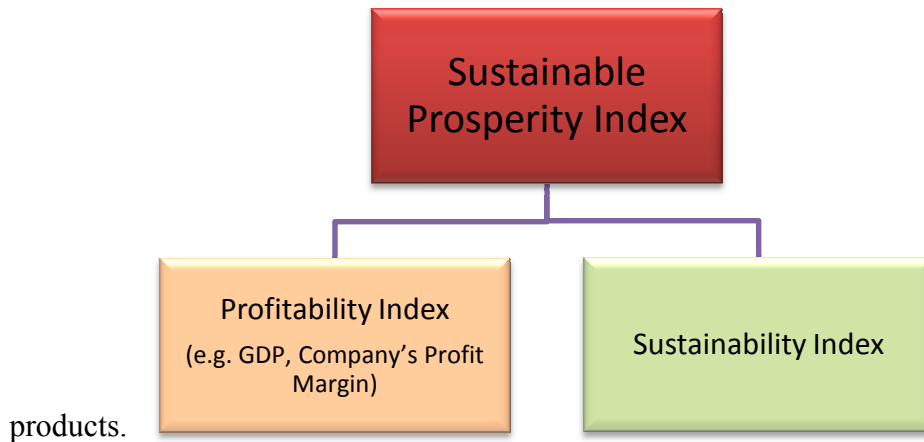 Sustainable
Prosperity Index
Profitability Index
(e.g. GDP, Company’s Profit
Margin)
Sustainability Index
products.